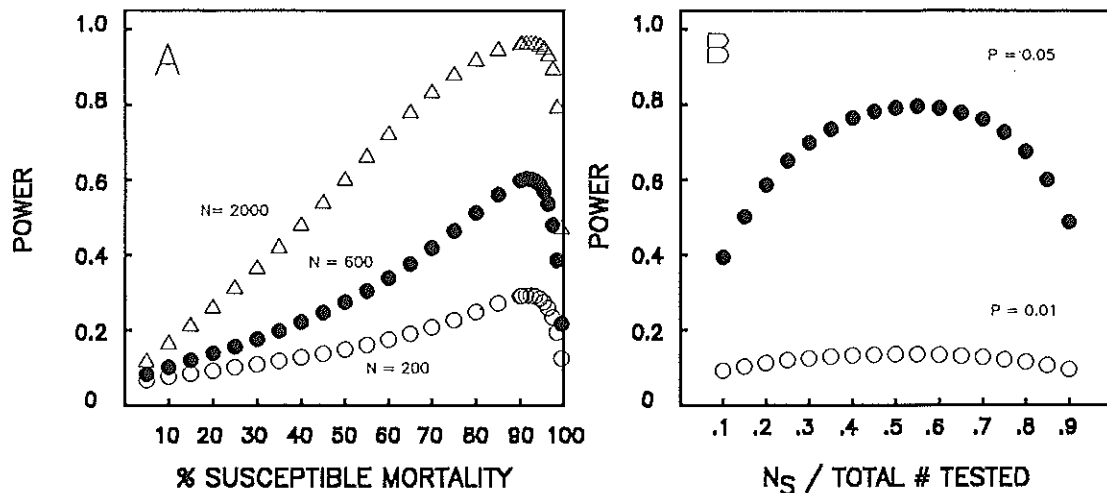 A
1.0
0.8
0.6
0.4
0.2
0
POWER
N= 2000
N = 600
N = 200
10 20 30 40 50 60 70 80 90 100
% SUSCEPTIBLE MORTALITY
B
1.0
0.8
0.6
0.4
0.2
0
POWER
P = 0.05
P = 0.01
.1 .2 .3 .4 .5 .6 .7 .8 .9
NS / TOTAL # TESTED